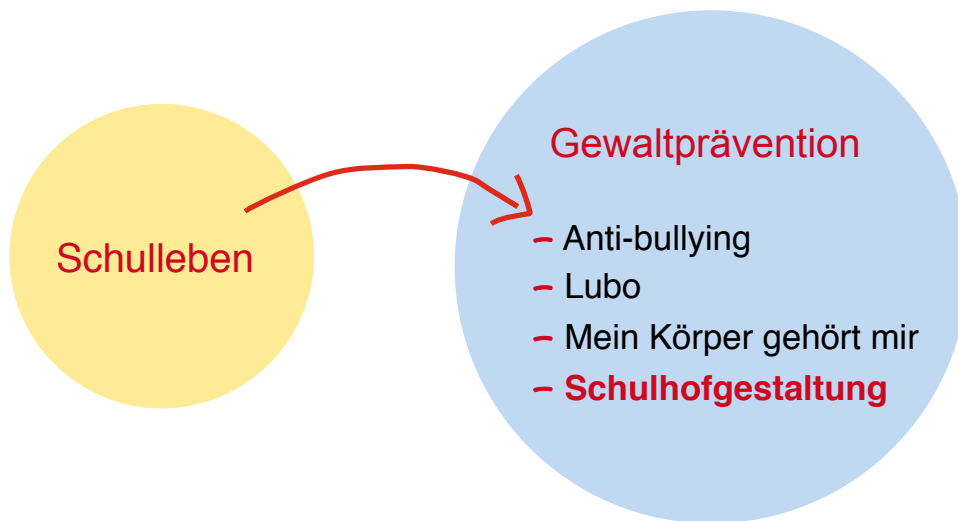 Schulleben
Gewaltprävention
– Anti-bullying
– Lubo
– Mein Körper gehört mir
– Schulhofgestaltung